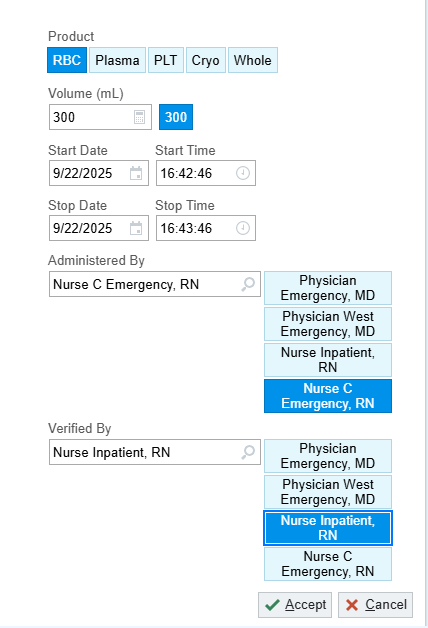 Product
RBC Plasma PLT Cryo Whole
Volume (mL)
300 300
Start Date Start Time
9/22/2025 16:42:46
Stop Date Stop Time
9/22/2025 16:43:46
Administered By
Nurse C Emergency, RN
Physician
Emergency, MD
Physician West
Emergency, MD
Nurse Inpatient,
RN
Nurse C
Emergency, RN
Verified By
Nurse Inpatient, RN
Physician
Emergency, MD
Physician West
Emergency, MD
Nurse Inpatient,
RN
Nurse C
Emergency, RN
Accept Cancel